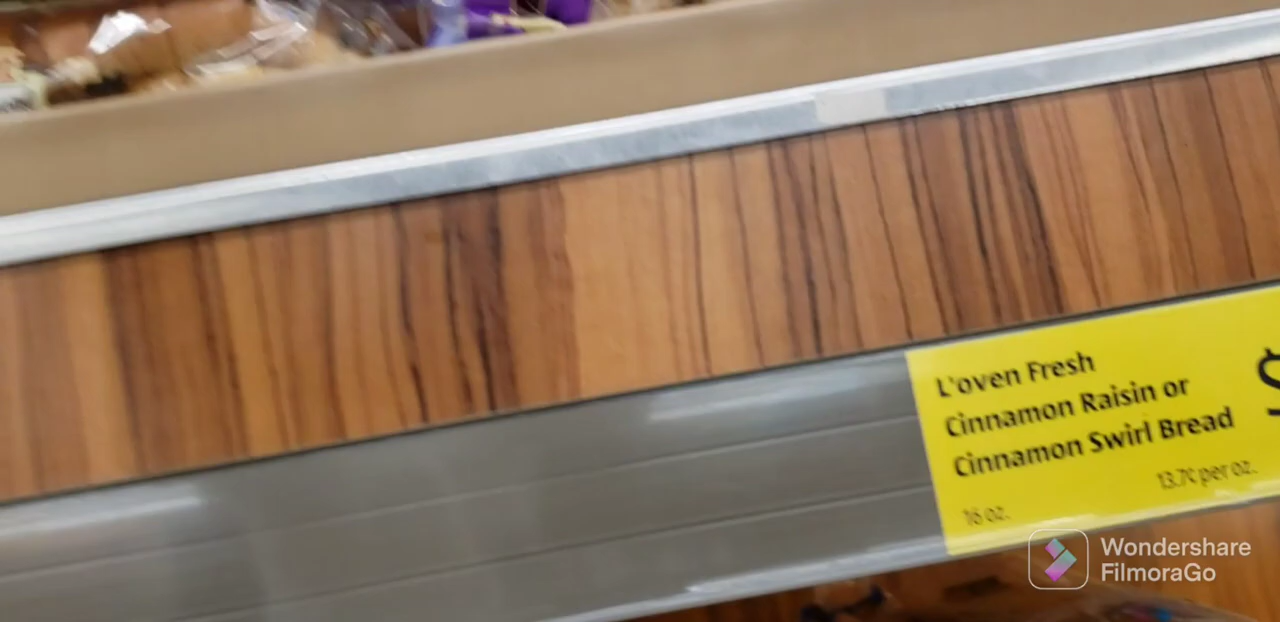 L'oven Fresh
Cinnamon Raisin or
Cinnamon Swirl Bread
13.7¢ per oz.
16 oz.
$
Wondershare
FilmoraGo